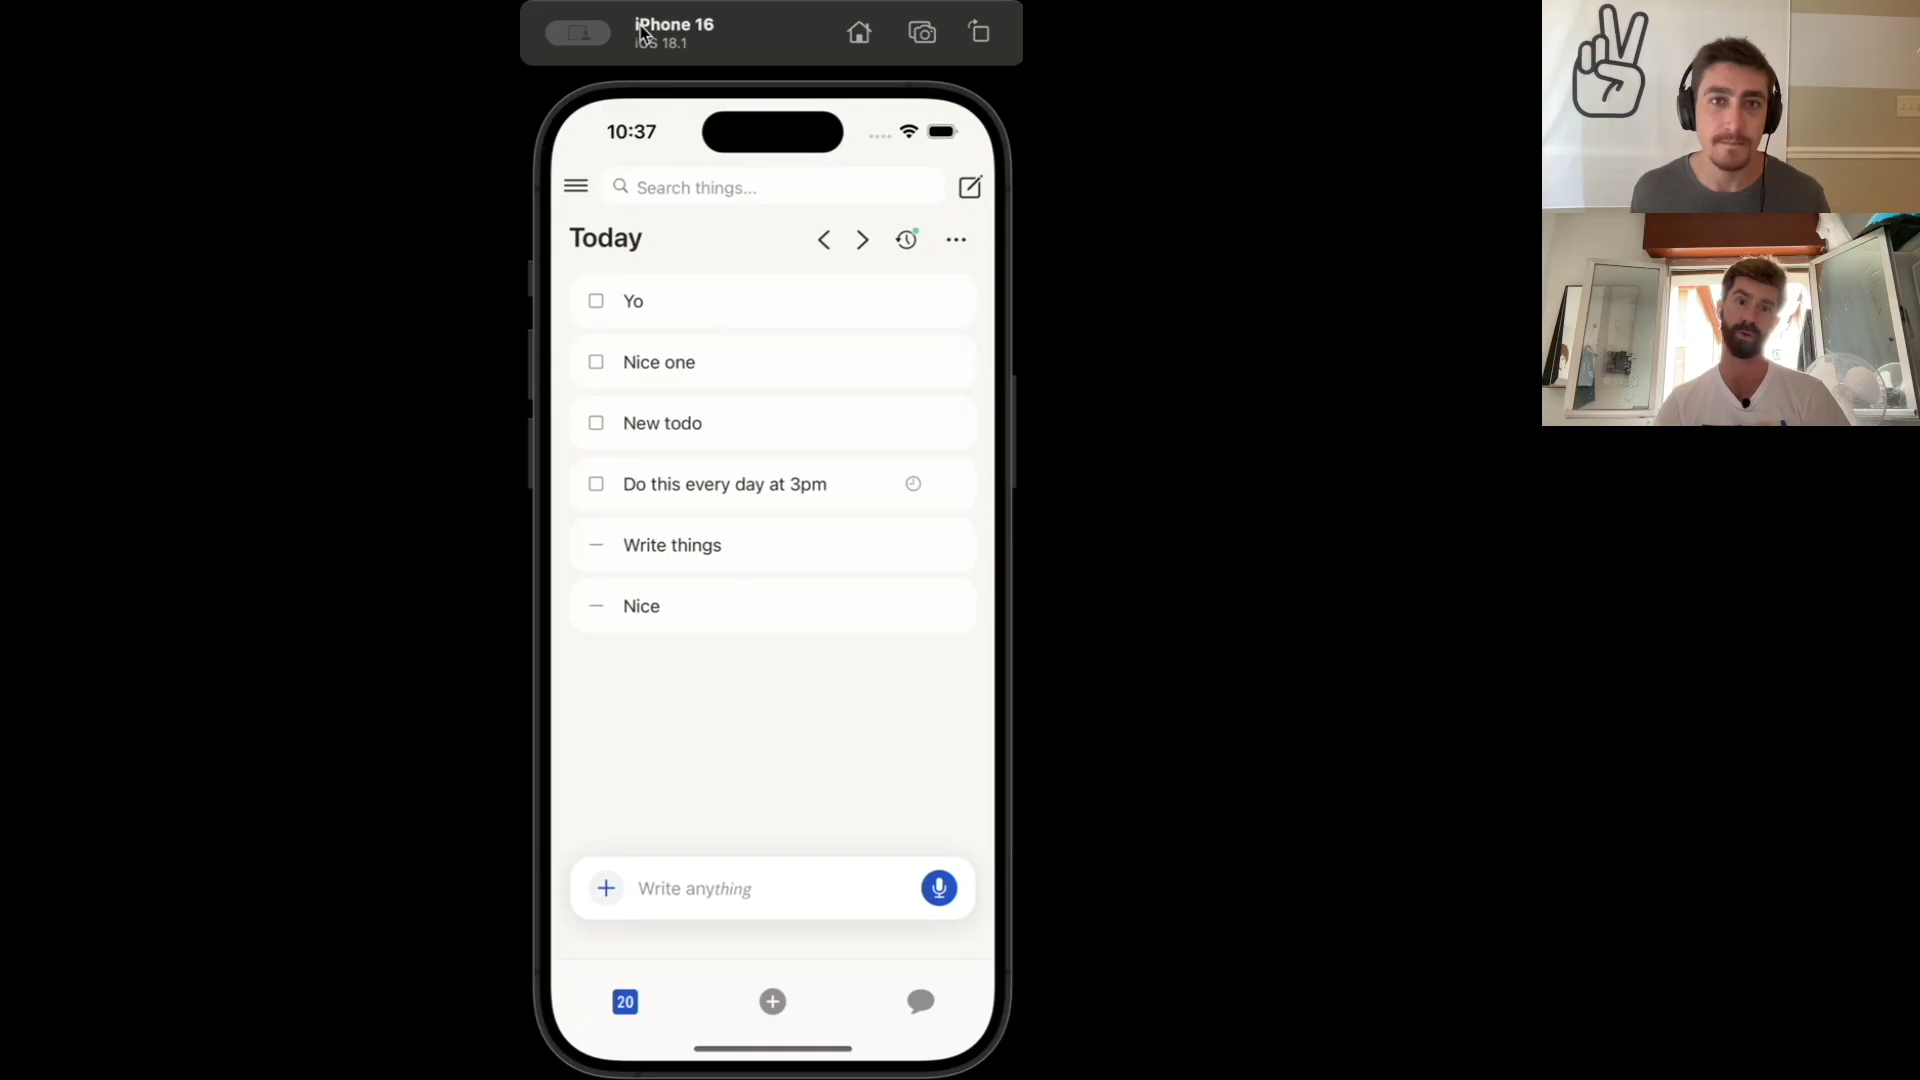 iPhone 16
iOS 18.1
10:37
Search things...
Today
Yo
Nice one
New todo
Do this every day at 3pm
Write things
Nice
Write anything
20